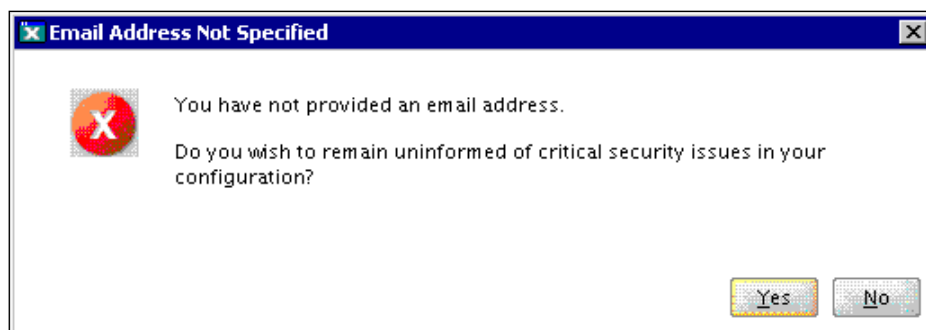 Email Address Not Specified
You have not provided an email address.
Do you wish to remain uninformed of critical security issues in your
configuration?
Yes No